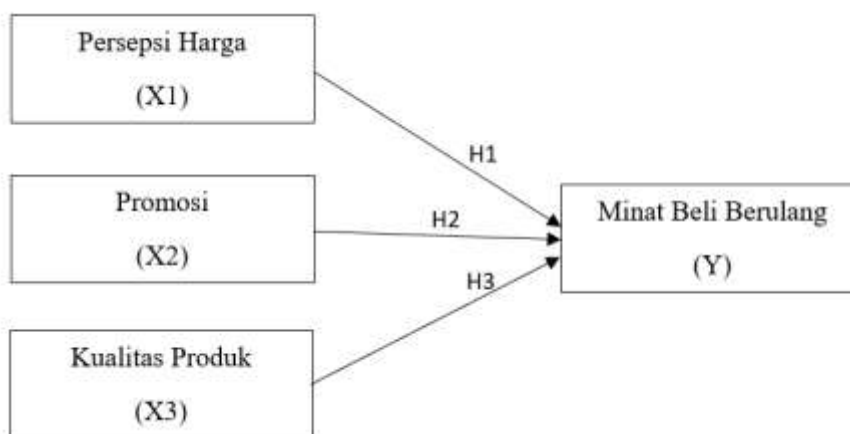 Persepsi Harga
(X1)
H1
Promosi
(X2)
H2
Minat Beli Berulang
(Y)
H3
Kualitas Produk
(X3)